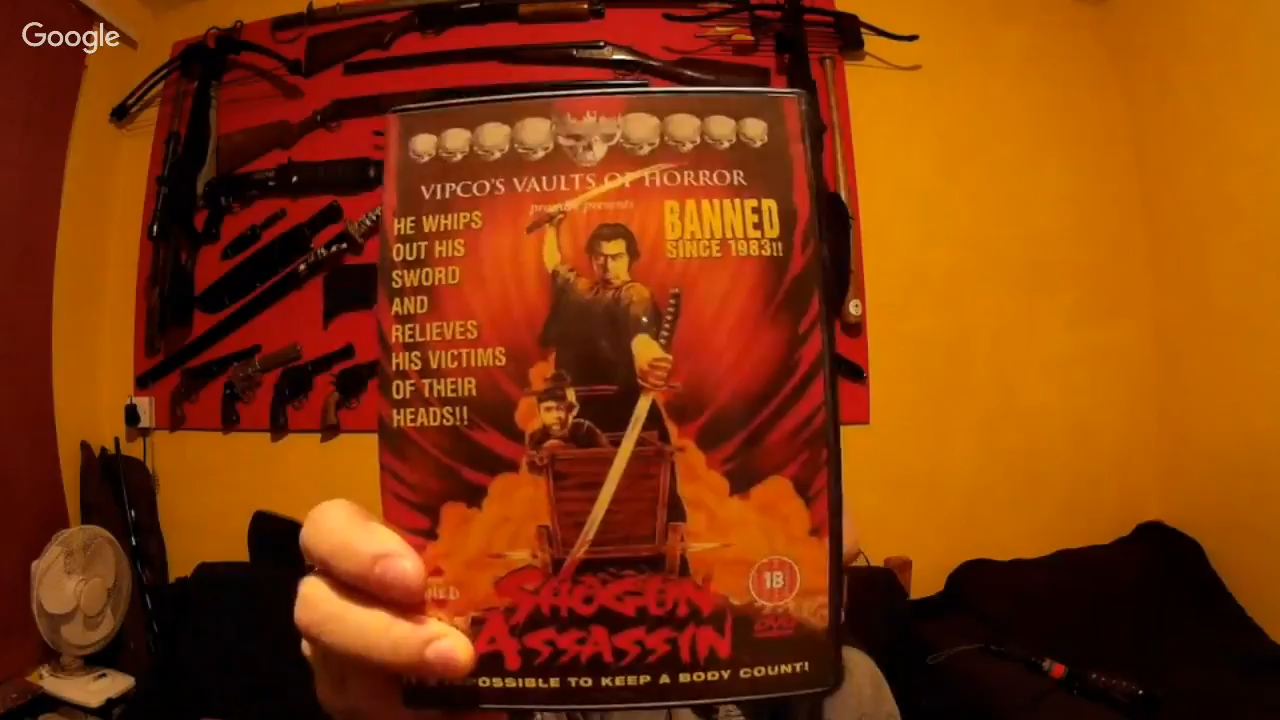 Google
VIPCO'S VAULTS OF HORROR
presents
HE WHIPS
OUT HIS
SWORD
AND
RELIEVES
HIS VICTIMS
OF THEIR
HEADS!!
BANNED
SINCE 1983!!
18
DVD
SHOGUN
ASSASSIN
TO KEEP A BODY COUNT!